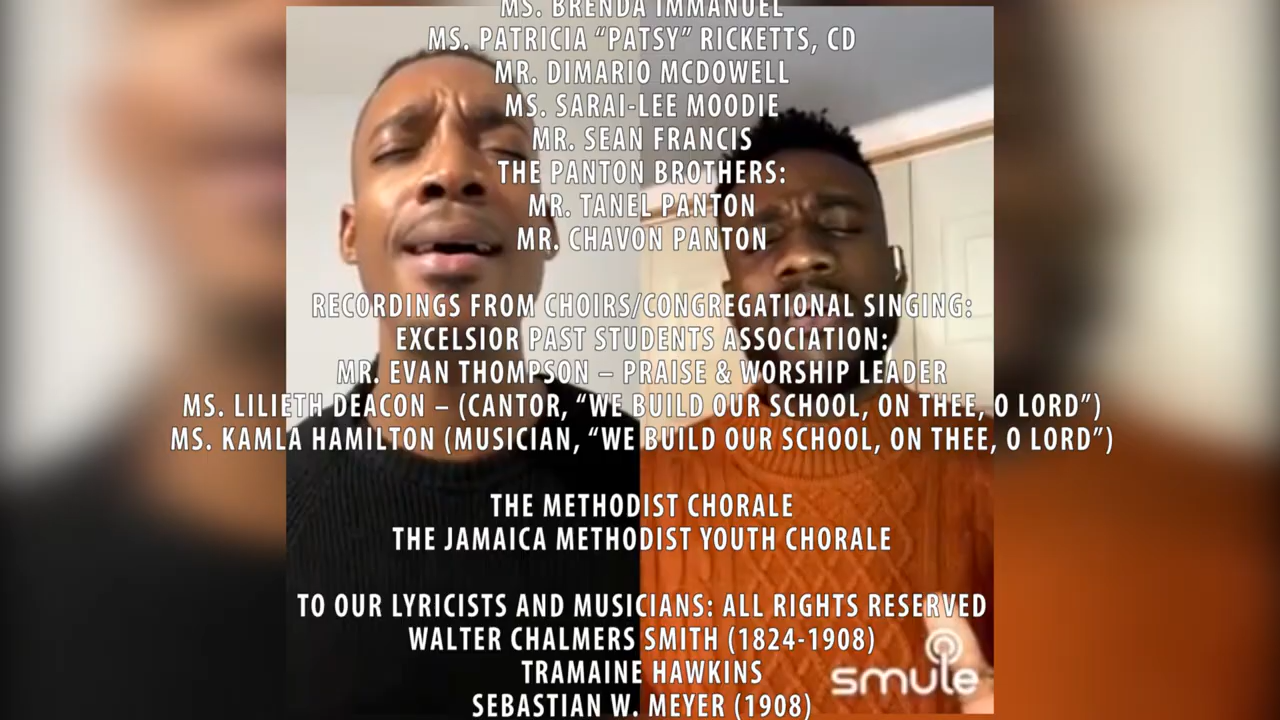 MS. BRENDA IMMANUEL
MS. PATRICIA “PATSY” RICKETTS, CD
MR. DIMARIO MCDOWELL
MS. SARAI-LEE MOODIE
MR. SEAN FRANCIS
THE PANTON BROTHERS:
MR. TANEL PANTON
MR. CHAVON PANTON
RECORDINGS FROM CHOIRS/CONGREGATIONAL SINGING:
EXCELSIOR PAST STUDENTS ASSOCIATION:
MR. EVAN THOMPSON – PRAISE & WORSHIP LEADER
MS. LILIETH DEACON – (CANTOR, “WE BUILD OUR SCHOOL, ON THEE, O LORD”)
MS. KAMLA HAMILTON (MUSICIAN, “WE BUILD OUR SCHOOL, ON THEE, O LORD”)
THE METHODIST CHORALE
THE JAMAICA METHODIST YOUTH CHORALE
TO OUR LYRICISTS AND MUSICIANS: ALL RIGHTS RESERVED
WALTER CHALMERS SMITH (1824-1908)
TRAMAINE HAWKINS
SEBASTIAN W. MEYER (1908)
smule